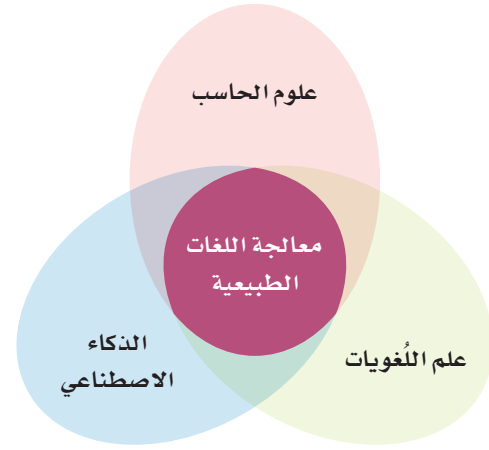 علوم الحاسب
معالجة اللغات
الطبيعية
الذكاء
الاصطناعي
علم اللُغويات